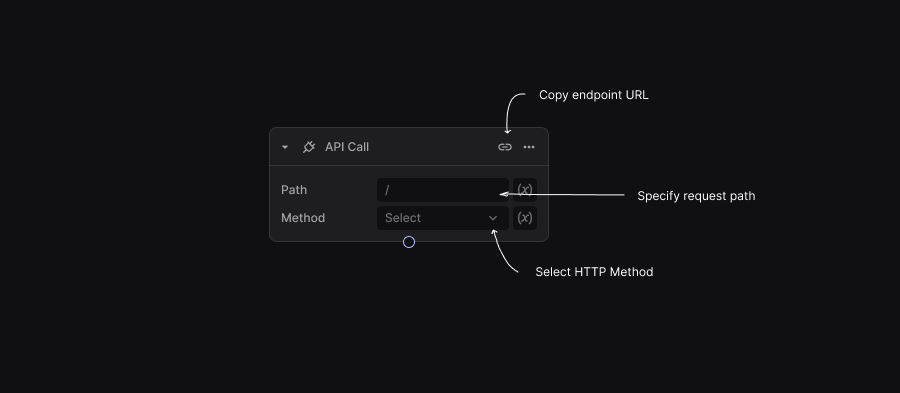 Copy endpoint URL
API Call
Path
/
(x)
Specify request path
Method
Select
(x)
Select HTTP Method